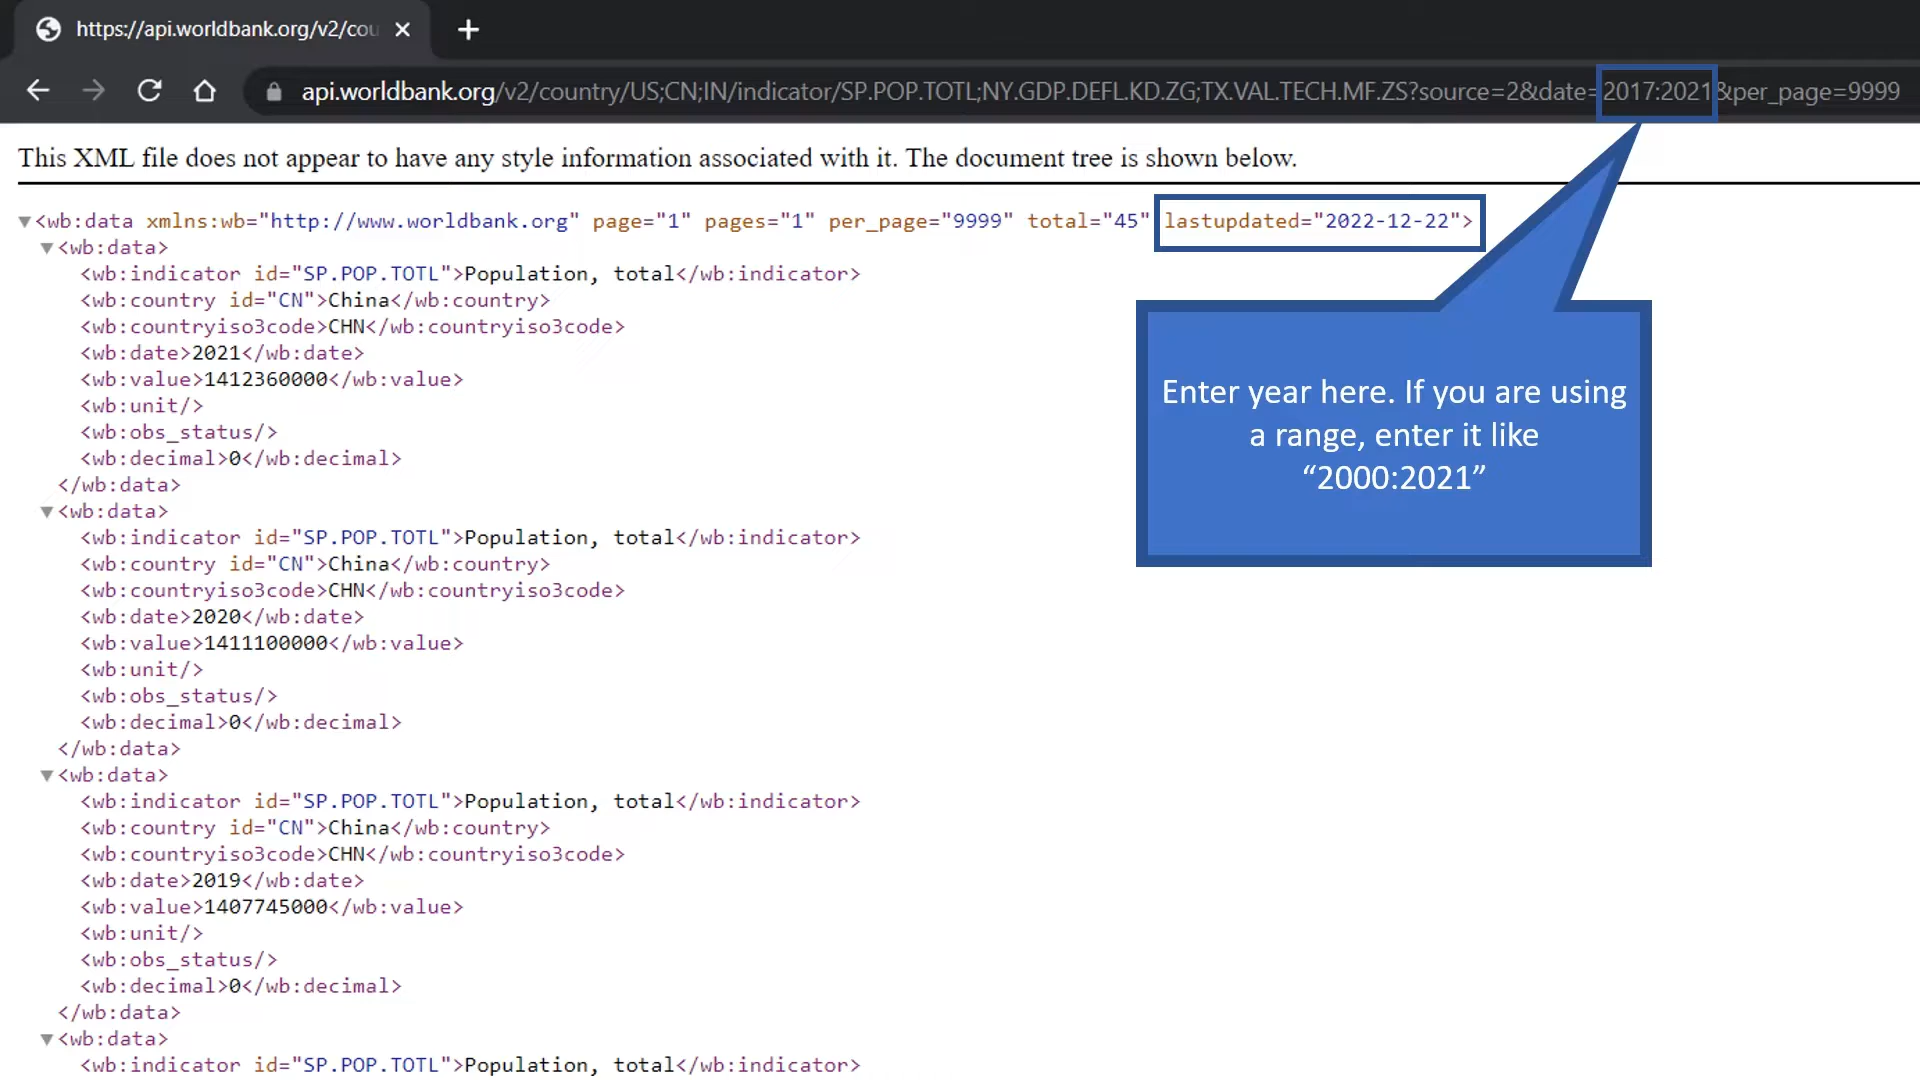 https://api.worldbank.org/v2/cou
api.worldbank.org/v2/country/US;CN;IN/indicator/SP.POP.TOTL;NY.GDP.DEFL.KD.ZG;TX.VAL.TECH.MF.ZS?source=2&date=2017:2021&per_page=9999
This XML file does not appear to have any style information associated with it. The document tree is shown below.
▼<wb:data xmlns:wb="http://www.worldbank.org" page="1" pages="1" per_page="9999" total="45" lastupdated="2022-12-22">
▼<wb:data>
<wb:indicator id="SP.POP.TOTL">Population, total</wb:indicator>
<wb:country id="CN">China</wb:country>
<wb:countryiso3code>CHN</wb:countryiso3code>
<wb:date>2021</wb:date>
<wb:value>1412360000</wb:value>
<wb:unit/>
<wb:obs_status/>
<wb:decimal>0</wb:decimal>
</wb:data>
▼<wb:data>
<wb:indicator id="SP.POP.TOTL">Population, total</wb:indicator>
<wb:country id="CN">China</wb:country>
<wb:countryiso3code>CHN</wb:countryiso3code>
<wb:date>2020</wb:date>
<wb:value>1411100000</wb:value>
<wb:unit/>
<wb:obs_status/>
<wb:decimal>0</wb:decimal>
</wb:data>
▼<wb:data>
<wb:indicator id="SP.POP.TOTL">Population, total</wb:indicator>
<wb:country id="CN">China</wb:country>
<wb:countryiso3code>CHN</wb:countryiso3code>
<wb:date>2019</wb:date>
<wb:value>1407745000</wb:value>
<wb:unit/>
<wb:obs_status/>
<wb:decimal>0</wb:decimal>
</wb:data>
▼<wb:data>
<wb:indicator id="SP.POP.TOTL">Population, total</wb:indicator>
Enter year here. If you are using
a range, enter it like
“2000:2021”